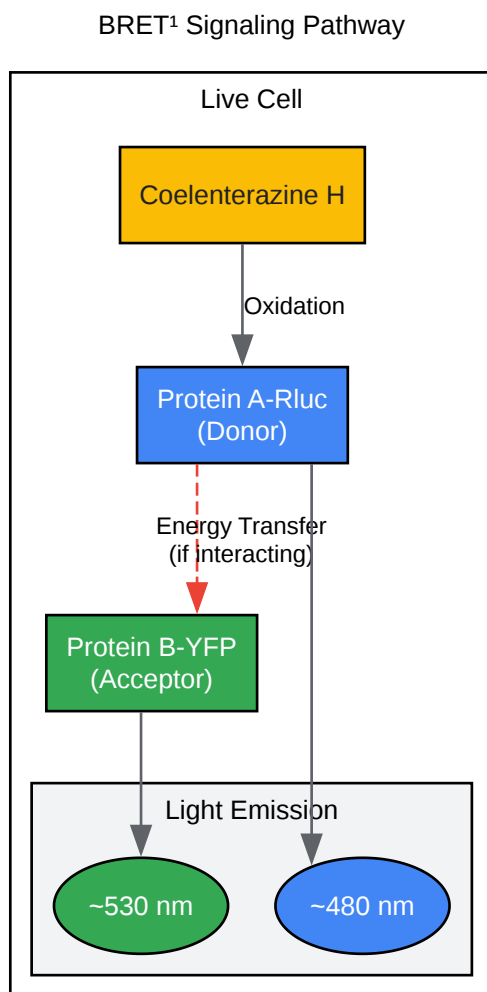 BRET¹ Signaling Pathway
Live Cell
Coelenterazine H
Oxidation
Protein A-Rluc
(Donor)
Energy Transfer
(if interacting)
Protein B-YFP
(Acceptor)
Light Emission
~530 nm
~480 nm